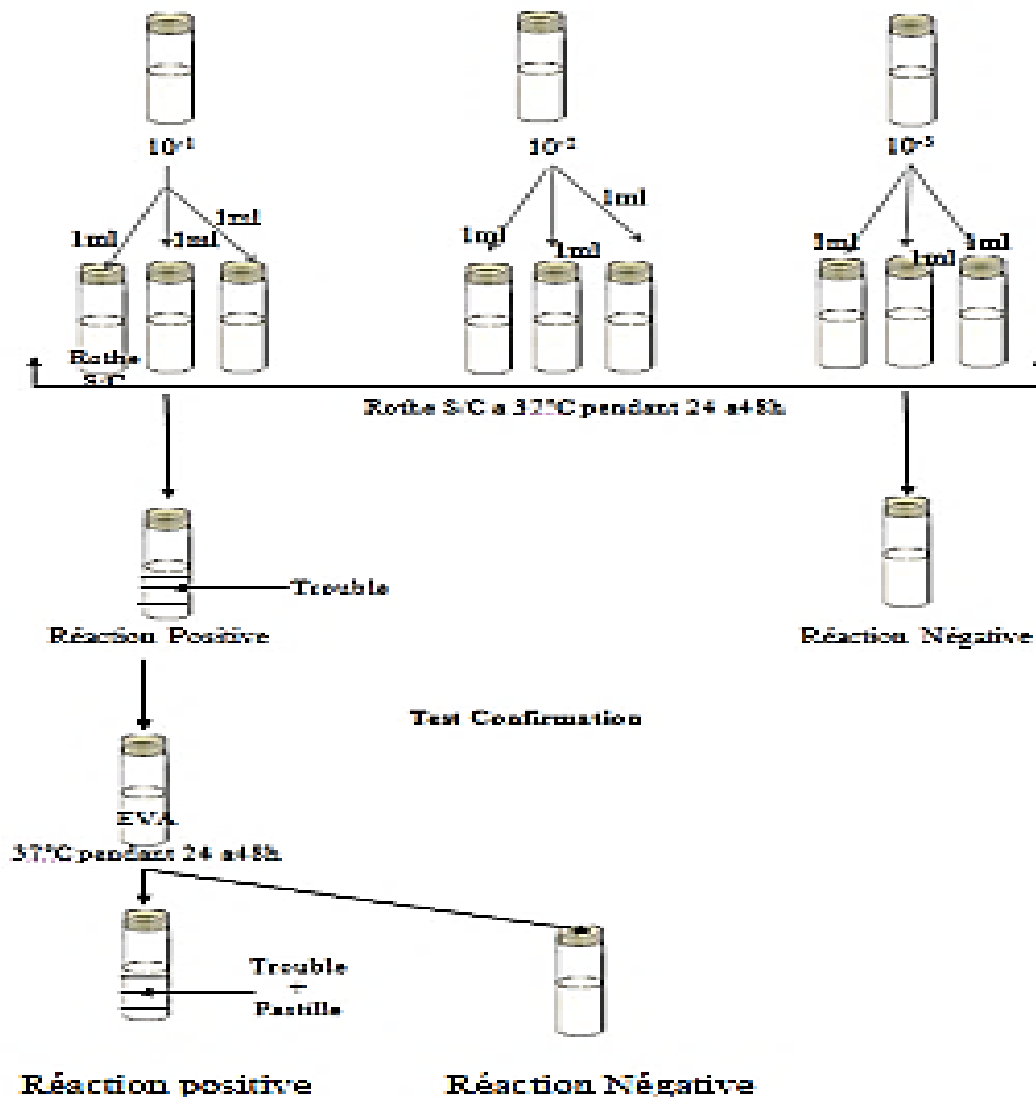 10⁻¹
10⁻²
10⁻³
1ml
1ml
1ml
1ml
1ml
1ml
1ml
1ml
1ml
Rothe
S/C
Rothe S/C a 37°C pendant 24 a48h
Trouble
Réaction Positive
Réaction Négative
Test Confirmation
EVA
37°C pendant 24 a48h
Trouble
+
Pastille
Réaction positive
Réaction Négative